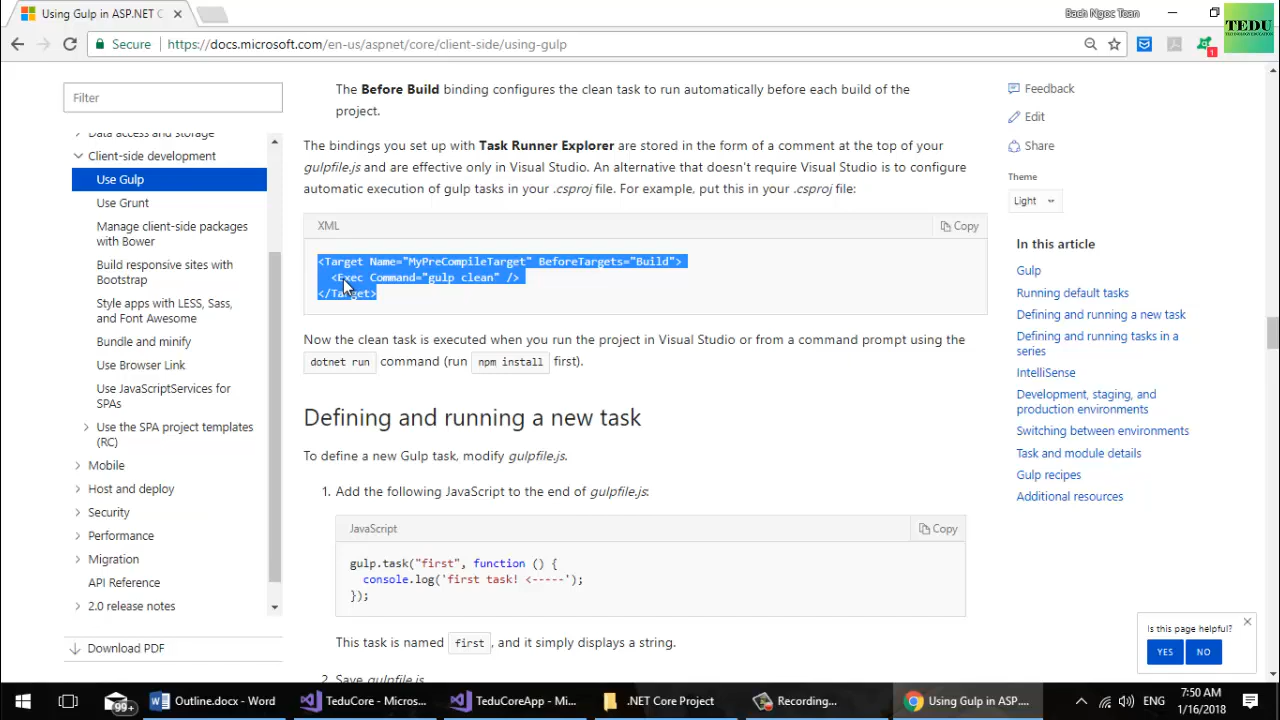 Using Gulp in ASP.NET C
Bach Ngoc Toan
TEDU
Secure
https://docs.microsoft.com/en-us/aspnet/core/client-side/using-gulp
1
Filter
Data access and storage
Client-side development
Use Gulp
Use Grunt
Manage client-side packages
with Bower
Build responsive sites with
Bootstrap
Style apps with LESS, Sass,
and Font Awesome
Bundle and minify
Use Browser Link
Use JavaScriptServices for
SPAs
Use the SPA project templates
(RC)
Mobile
Host and deploy
Security
Performance
Migration
API Reference
2.0 release notes
Download PDF
The Before Build binding configures the clean task to run automatically before each build of the
project.
The bindings you set up with Task Runner Explorer are stored in the form of a comment at the top of your
gulpfile.js and are effective only in Visual Studio. An alternative that doesn't require Visual Studio is to configure
automatic execution of gulp tasks in your .csproj file. For example, put this in your .csproj file:
XML
Copy
<Target Name="MyPreCompileTarget" BeforeTargets="Build">
<Exec Command="gulp clean" />
</Target>
Now the clean task is executed when you run the project in Visual Studio or from a command prompt using the
dotnet run command (run npm install first).
Defining and running a new task
To define a new Gulp task, modify gulpfile.js.
1. Add the following JavaScript to the end of gulpfile.js:
JavaScript
Copy
gulp.task("first", function () {
console.log('first task! <-----');
});
This task is named first, and it simply displays a string.
2. Save gulpfile.js.
Feedback
Edit
Share
Theme
Light
In this article
Gulp
Running default tasks
Defining and running a new task
Defining and running tasks in a
series
IntelliSense
Development, staging, and
production environments
Switching between environments
Task and module details
Gulp recipes
Additional resources
Is this page helpful?
YES
NO
99+
Outline.docx - Word
TeduCore - Micros...
TeduCoreApp - Mi...
.NET Core Project
Recording...
Using Gulp in ASP....
ENG
7:50 AM
1/16/2018